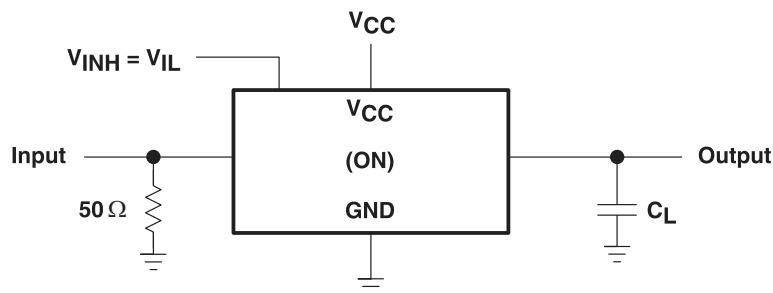 VCC
VINH = VIL
VCC
Input
(ON)
Output
50 Ω
GND
CL